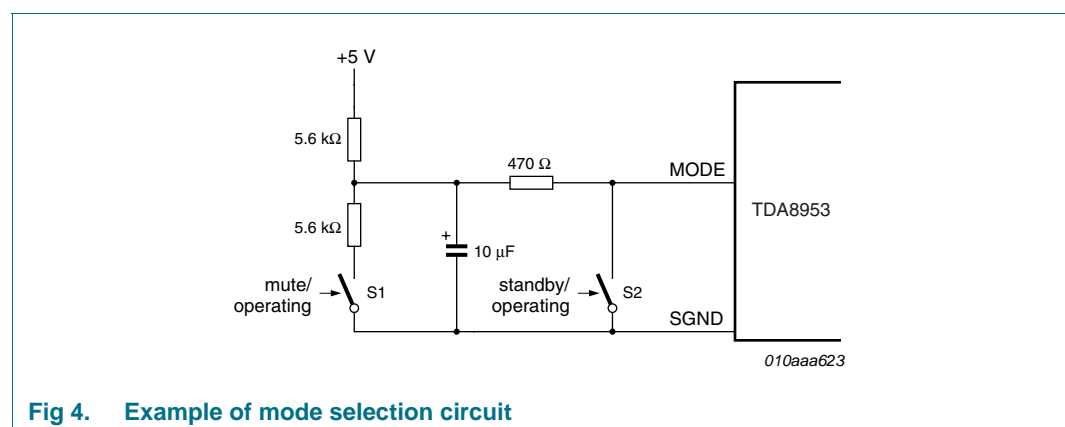 +5 V
5.6 kΩ
470 Ω
MODE
TDA8953
5.6 kΩ
+
10 μF
mute/
operating
S1
standby/
operating
S2
SGND
010aaa623
Fig 4. Example of mode selection circuit